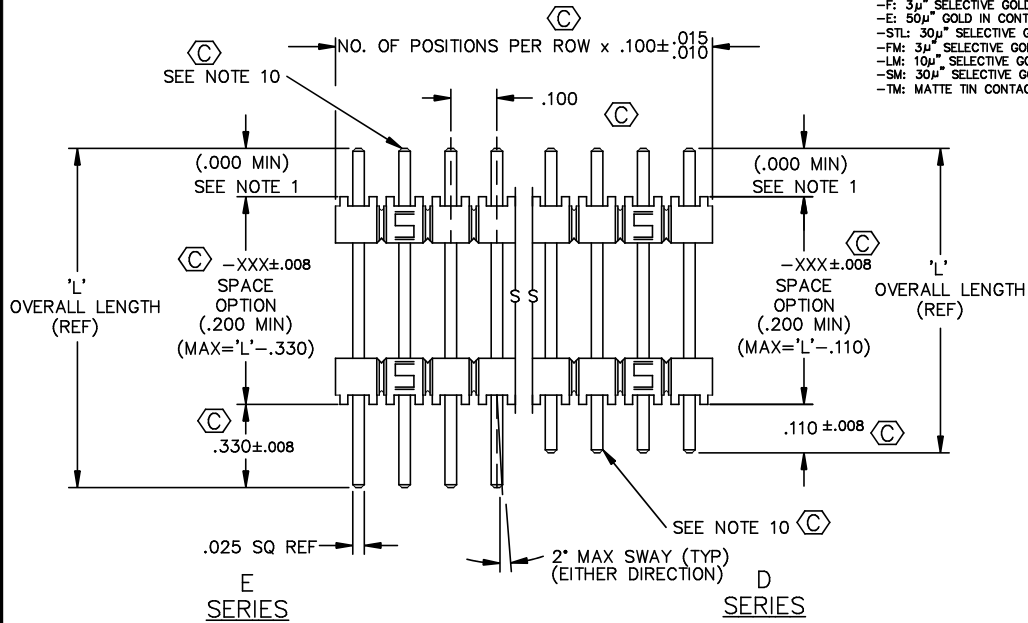 -F: 3µ" SELECTIVE GOLD
-E: 50µ" GOLD IN
-STL: 30µ" SELECTIVE
-FM: 3µ" SELECTIVE
-LM: 10µ" SELECTIVE
-SM: 30µ" SELECTIVE
-TM: MATTE TIN
C
NO. OF POSITIONS PER ROW x .100± .015
.010
C
SEE NOTE 10
.100
C
(.000 MIN)
SEE NOTE 1
(.000 MIN)
SEE NOTE 1
'L'
OVERALL LENGTH
(REF)
C -XXX±.008
SPACE
OPTION
(.200 MIN)
(MAX='L'-.330)
S
S
S S
C
-XXX±.008
SPACE
OPTION
(.200 MIN)
(MAX='L'-.110)
'L'
OVERALL LENGTH
(REF)
S
S
C
.330±.008
.110 ±.008 C
SEE NOTE 10 C
.025 SQ REF
2° MAX SWAY (TYP)
(EITHER DIRECTION)
E
SERIES
D
SERIES